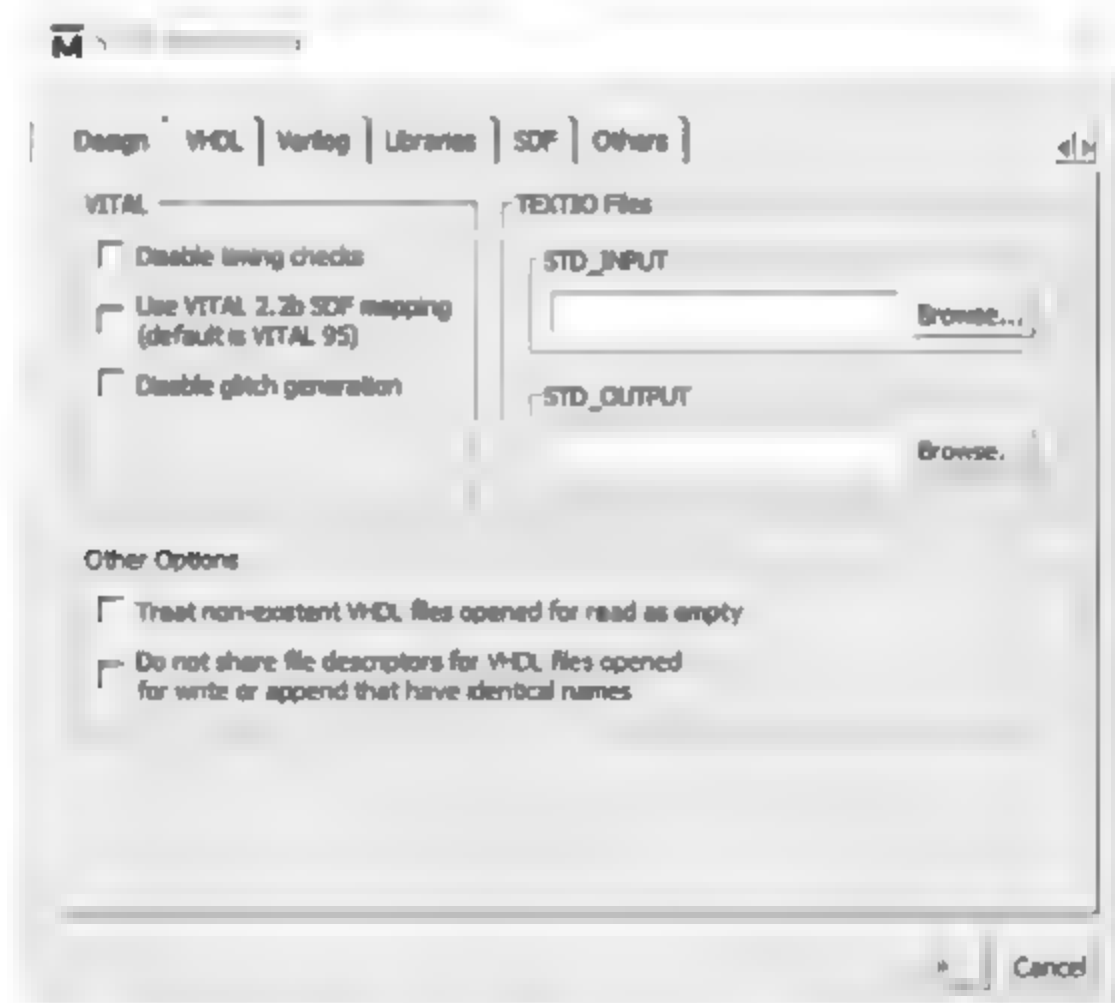 M
Design VHDL Verilog Libraries SDF Others
VITAL
Disable timing checks
Use VITAL 2.2b SDF mapping
(default is VITAL 95)
Disable glitch generation
TEXTIO Files
STD_INPUT
Browse...
STD_OUTPUT
Browse.
Other Options
Treat non-existent VHDL files opened for read as empty
Do not share file descriptors for VHDL files opened
for write or append that have identical names
Cancel